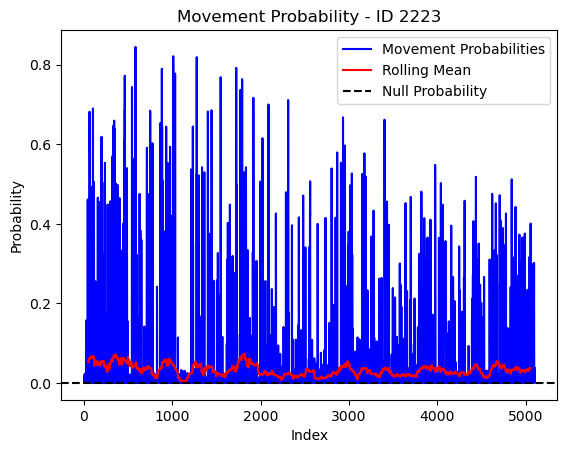 Movement Probability - ID 2223
Movement Probabilities
Rolling Mean
Null Probability
Probability
0.8
0.6
0.4
0.2
0.0
0
1000
2000
3000
4000
5000
Index